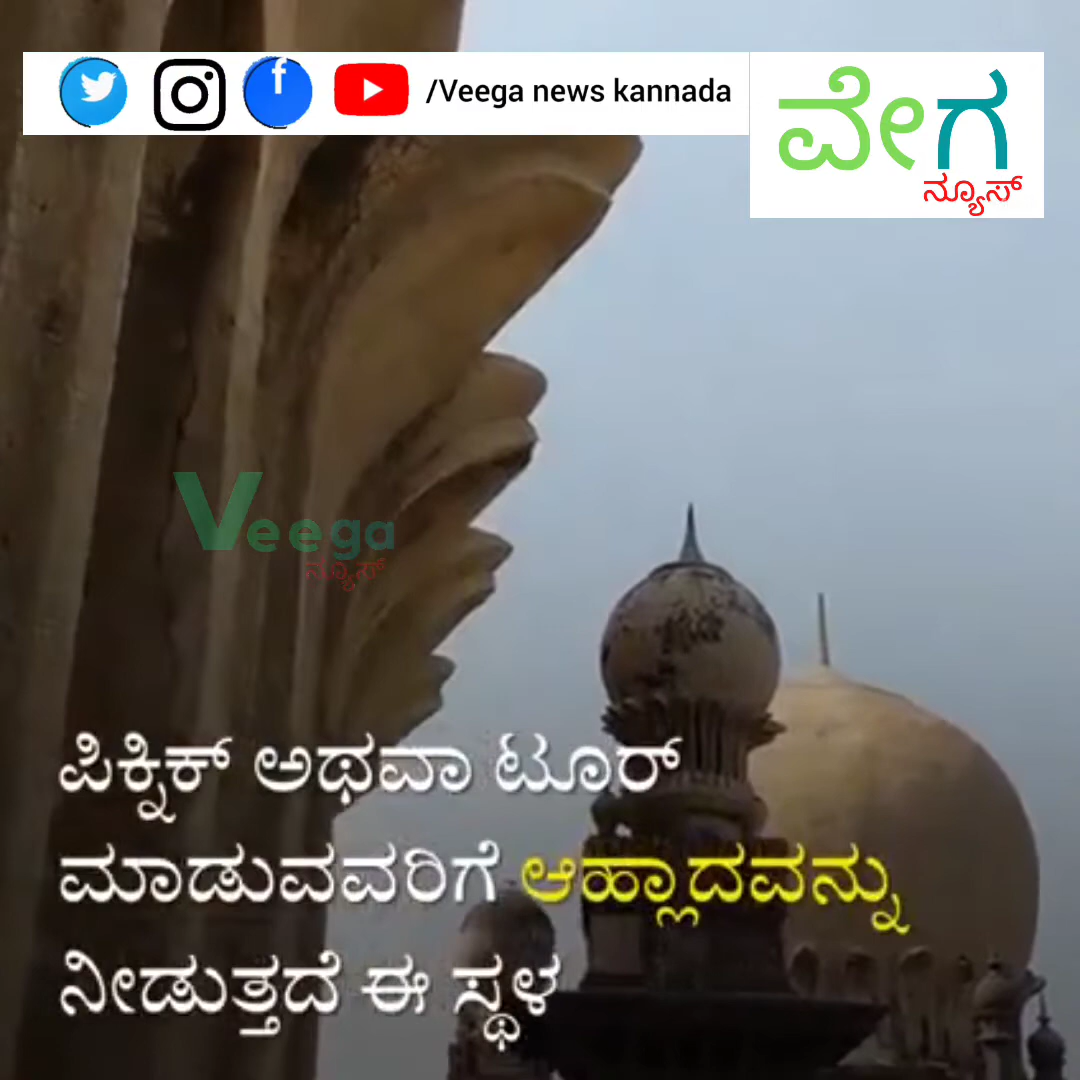 /Veega news kannada
ವೇಗ
ನ್ಯೂಸ್
Veega
ನ್ಯೂಸ್
ಪಿಕ್ನಿಕ್ ಅಥವಾ ಟೂರ್
ಮಾಡುವವರಿಗೆ ಆಹ್ಲಾದವನ್ನು
ನೀಡುತ್ತದೆ ಈ ಸ್ಥಳ